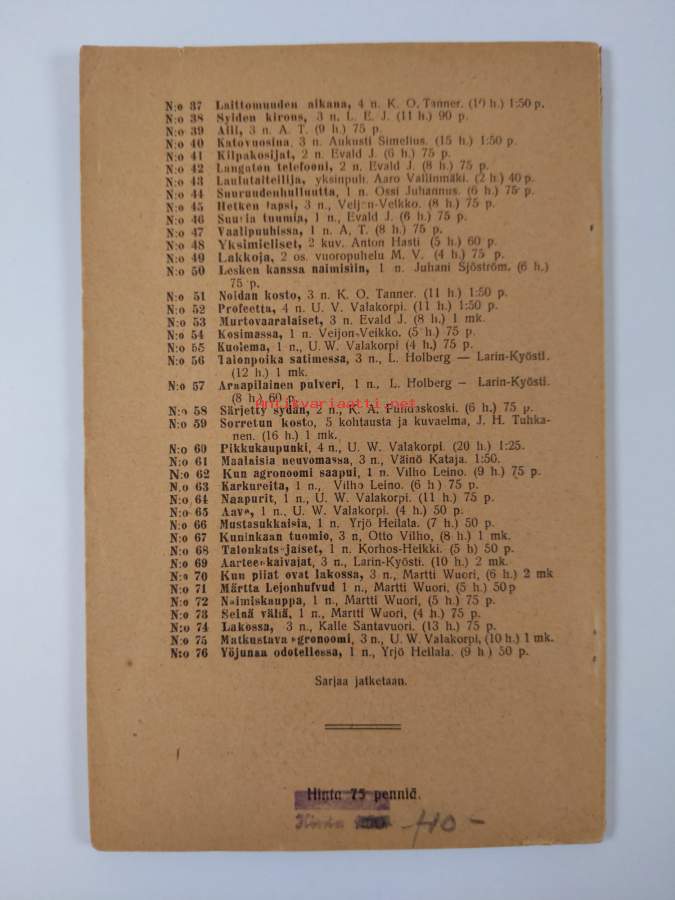 N:o 37 Laittomuuden aikana, 4 n. K. O. Tanner. (10 h.) 1:50 p.
N:o 38 Syiden kirous, 3 n. L. E. J. (11 h.) 90 p.
N:o 39 Aili, 3 n. A. T. (9 h.) 75 p.
N:o 40 Katovuosina, 3 n. Aukusti Simelius. (15 h.) 1:50 p.
N:o 41 Kilpakosijat, 2 n. Evald J. (6 h.) 75 p.
N:o 42 Langaton telefooni, 2 n. Evald J. (8 h.) 75 p.
N:o 43 Laulutaiteilija, yksinpuh. Aaro Vallinmäki. (2 h.) 40 p.
N:o 44 Suuruudenhulluutta, 1 n. Ossi Juhannus. (6 h.) 75 p.
N:o 45 Hetken lapsi, 3 n., Veijon-Veikko. (8 h.) 75 p.
N:o 46 Suuria tuumia, 1 n., Evald J. (6 h.) 75 p.
N:o 47 Vaalipuuhissa, 1 n. A, T. (8 h.) 75 p.
N:o 48 Yksimieliset, 2 kuv. Anton Hasti (5 h.) 60 p.
N:o 49 Lakkoja, 2 os. vuoropuhelu M. V. (4 h.) 75 p.
N:o 50 Lesken kanssa naimisiin, 1 n. Juhani Sjöström. (6 h.)
75 p.
N:o 51 Noidan kosto, 3 n. K. O. Tanner. (11 h.) 1:50 p.
N:o 52 Profeetta, 4 n. U. V. Valakorpi. (11 h.) 1:50 p.
N:o 53 Murtovaaralaiset, 3 n. Evald J. (8 h.) 1 mk.
N:o 54 Kosimassa, 1 n. Veijon-Veikko. (5 h) 75 p.
N:o 55 Kuolema, 1 n., U. W. Valakorpi (4 h.) 75 p.
N:o 56 Talonpoika satimessa, 3 n., L. Holberg — Larin-Kyösti.
(12 h.) 1 mk.
N:o 57 Araapilainen pulveri, 1 n., L. Holberg — Larin-Kyösti.
(8 h.) 60 p.
antikvariaatti.net
N:o 58 Särjetty sydän, 2 n., K. A. Puhdaskoski. (6 h.) 75 p.
N:o 59 Sorretun kosto, 5 kohtausta ja kuvaelma, J. H. Tuhka-
nen. (16 h.) 1 mk.
N:o 60 Pikkukaupunki, 4 n., U. W. Valakorpi. (20 h.) 1:25.
N:o 61 Maalaisia neuvomassa, 3 n., Väinö Kataja. 1:50.
N:o 62 Kun agronoomi saapui, 1 n. Vilho Leino. (9 h.) 75 p.
N:o 63 Karkureita, 1 n., Vilho Leino. (6 h) 75 p.
N:o 64 Naapurit, 1 n., U. W. Valakorpi. (11 h.) 75 p.
N:o 65 Aave, 1 n., U. W. Valakorpi. (4 h.) 50 p.
N:o 66 Mustasukkaisia, 1 n. Yrjö Heilala. (7 h.) 50 p.
N:o 67 Kuninkaan tuomio, 3 n, Otto Vilho, (8 h.) 1 mk.
N:o 68 Talonkatsojaiset, 1 n. Korhos-Heikki. (5 h) 50 p.
N:o 69 Aarteenkaivajat, 3 n., Larin-Kyösti. (10 h.) 2 mk.
N:o 70 Kun piiat ovat lakossa, 3 n., Martti Wuori, (6 h.) 2 mk
N:o 71 Märtta Lejonhufvud 1 n., Martti Wuori, (5 h.) 50 p
N:o 72 Naimiskauppa, 1 n., Martti Wuori, (5 h.) 75 p.
N:o 73 Seinä väliä, 1 n., Martti Wuori, (4 h.) 75 p.
N:o 74 Lakossa, 3 n., Kalle Santavuori. (13 h.) 75 p.
N:o 75 Matkustava agronoomi, 3 n., U. W. Valakorpi, (10 h.) 1 mk.
N:o 76 Yöjunaa odotellessa, 1 n., Yrjö Heilala. (9 h.) 50 p.
Sarjaa jatketaan.
Hinta 75 penniä.
Hinta 40 -